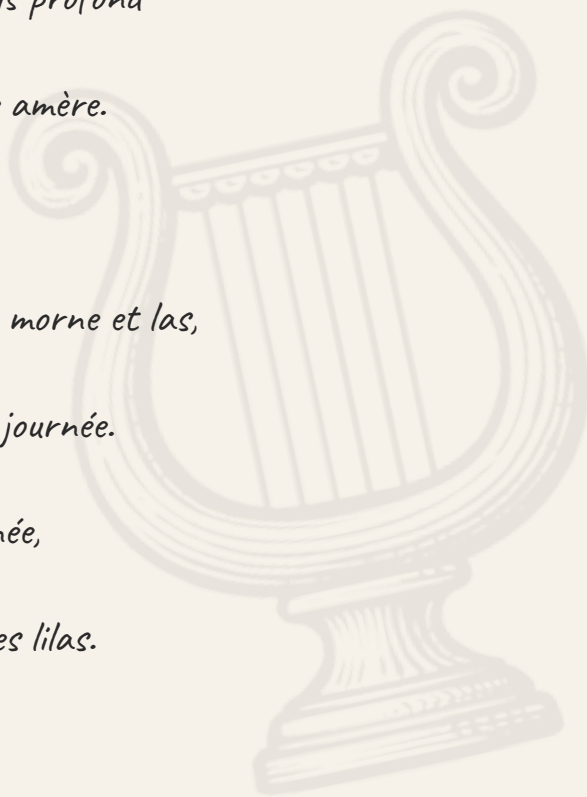 profond
amère.
morne et las,
journée.
lilas.